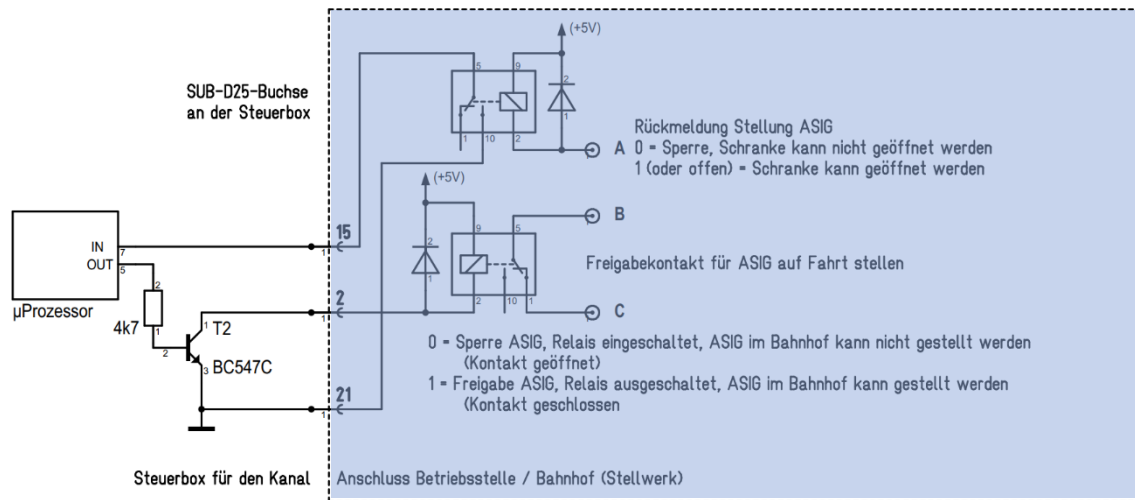 (+5V)
SUB-D25-Buchse
an der Steuerbox
5
9
2
1
1
10
2
Rückmeldung Stellung ASIG
A 0 = Sperre, Schranke kann nicht geöffnet werden
1 (oder offen) = Schranke kann geöffnet werden
(+5V)
B
15
9
5
IN
7
1
2
1
OUT
5
Freigabekontakt für ASIG auf Fahrt stellen
µProzessor
2
2
10
1
C
4k7
1
1
T2
1
2
BC547C
3
0 = Sperre ASIG, Relais eingeschaltet, ASIG im Bahnhof kann nicht gestellt werden
(Kontakt geöffnet)
1 = Freigabe ASIG, Relais ausgeschaltet, ASIG im Bahnhof kann gestellt werden
(Kontakt geschlossen
21
1
Steuerbox für den Kanal
Anschluss Betriebsstelle / Bahnhof (Stellwerk)